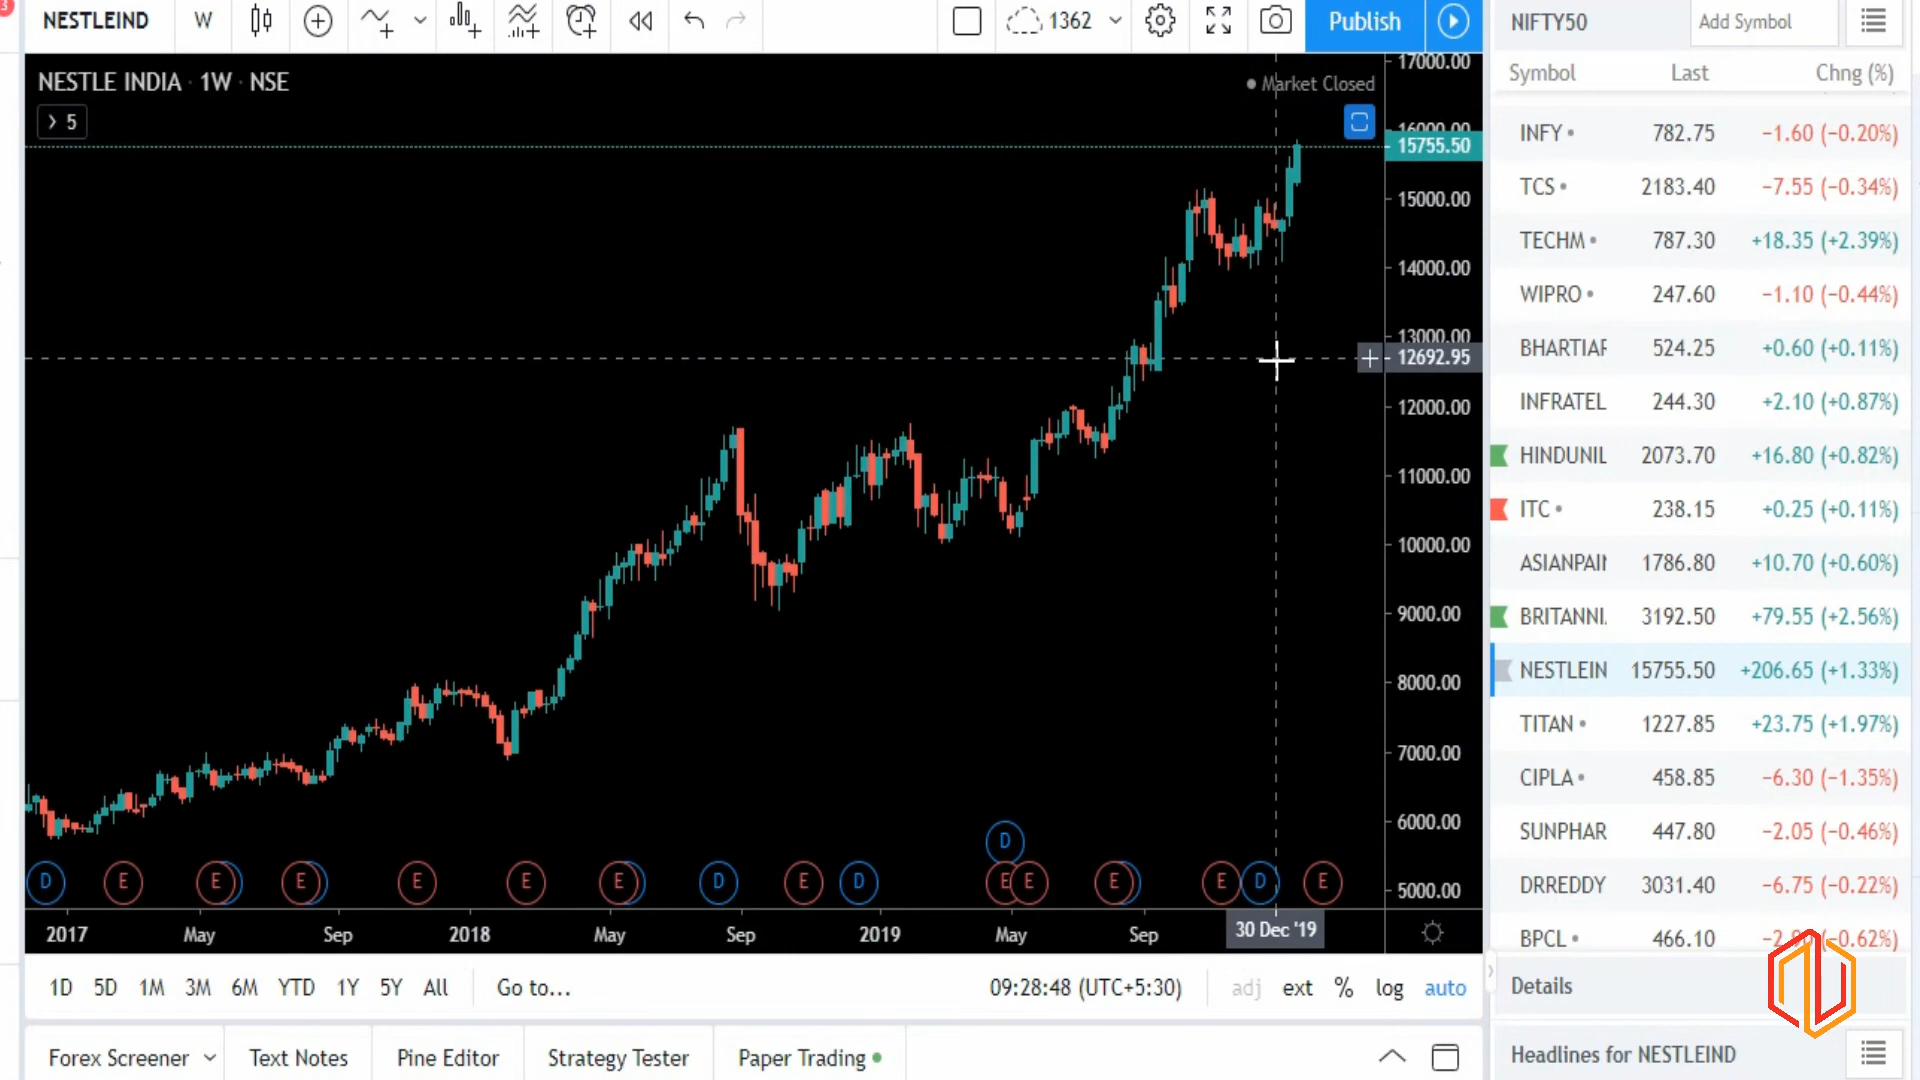 3
NESTLEIND W 1362 Publish
NIFTY50 Add Symbol
Symbol Last Chng (%)
NESTLE INDIA · 1W · NSE
Market Closed
5
17000.00
16000.00
15755.50
15000.00
14000.00
13000.00
12692.95
12000.00
11000.00
10000.00
9000.00
8000.00
7000.00
6000.00
5000.00
D
D E E E E E E D E D E E E E D E
2017 May Sep 2018 May Sep 2019 May Sep 30 Dec '19
1D 5D 1M 3M 6M YTD 1Y 5Y All Go to... 09:28:48 (UTC+5:30) adj ext % log auto
Forex Screener Text Notes Pine Editor Strategy Tester Paper Trading
INFY 782.75 −1.60 (−0.20%)
TCS 2183.40 −7.55 (−0.34%)
TECHM 787.30 +18.35 (+2.39%)
WIPRO 247.60 −1.10 (−0.44%)
BHARTIAF 524.25 +0.60 (+0.11%)
INFRATEL 244.30 +2.10 (+0.87%)
HINDUNIL 2073.70 +16.80 (+0.82%)
ITC 238.15 +0.25 (+0.11%)
ASIANPAI 1786.80 +10.70 (+0.60%)
BRITANNI 3192.50 +79.55 (+2.56%)
NESTLEIN 15755.50 +206.65 (+1.33%)
TITAN 1227.85 +23.75 (+1.97%)
CIPLA 458.85 −6.30 (−1.35%)
SUNPHAR 447.80 −2.05 (−0.46%)
DRREDDY 3031.40 −6.75 (−0.22%)
BPCL 466.10 −2.90 (−0.62%)
Details
Headlines for NESTLEIND